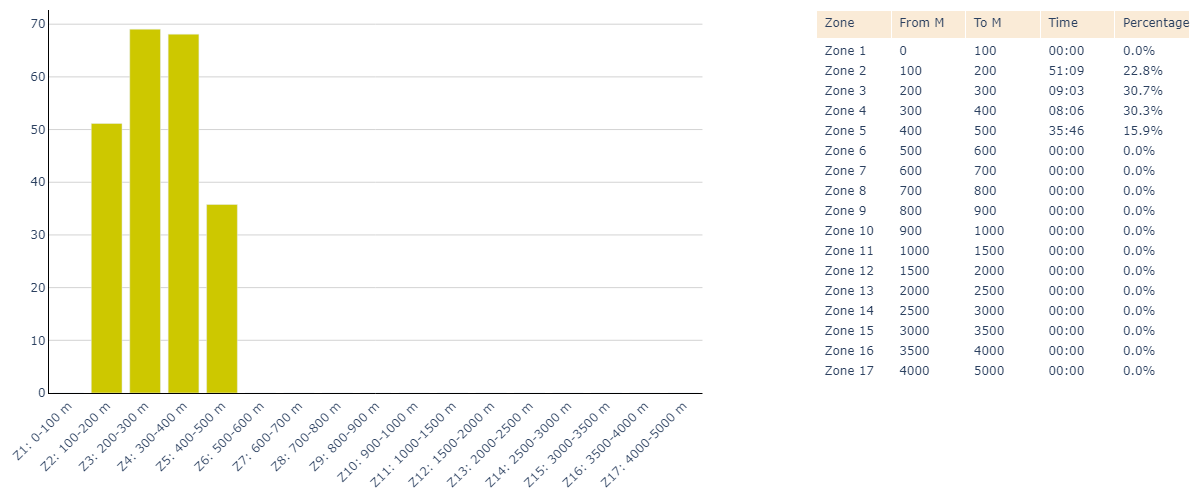 70
60
50
40
30
20
10
0
Z1: 0-100 m
Z2: 100-200 m
Z3: 200-300 m
Z4: 300-400 m
Z5: 400-500 m
Z6: 500-600 m
Z7: 600-700 m
Z8: 700-800 m
Z9: 800-900 m
Z10: 900-1000 m
Z11: 1000-1500 m
Z12: 1500-2000 m
Z13: 2000-2500 m
Z14: 2500-3000 m
Z15: 3000-3500 m
Z16: 3500-4000 m
Z17: 4000-5000 m
Zone From M To M Time Percentage
Zone 1 0 100 00:00 0.0%
Zone 2 100 200 51:09 22.8%
Zone 3 200 300 09:03 30.7%
Zone 4 300 400 08:06 30.3%
Zone 5 400 500 35:46 15.9%
Zone 6 500 600 00:00 0.0%
Zone 7 600 700 00:00 0.0%
Zone 8 700 800 00:00 0.0%
Zone 9 800 900 00:00 0.0%
Zone 10 900 1000 00:00 0.0%
Zone 11 1000 1500 00:00 0.0%
Zone 12 1500 2000 00:00 0.0%
Zone 13 2000 2500 00:00 0.0%
Zone 14 2500 3000 00:00 0.0%
Zone 15 3000 3500 00:00 0.0%
Zone 16 3500 4000 00:00 0.0%
Zone 17 4000 5000 00:00 0.0%